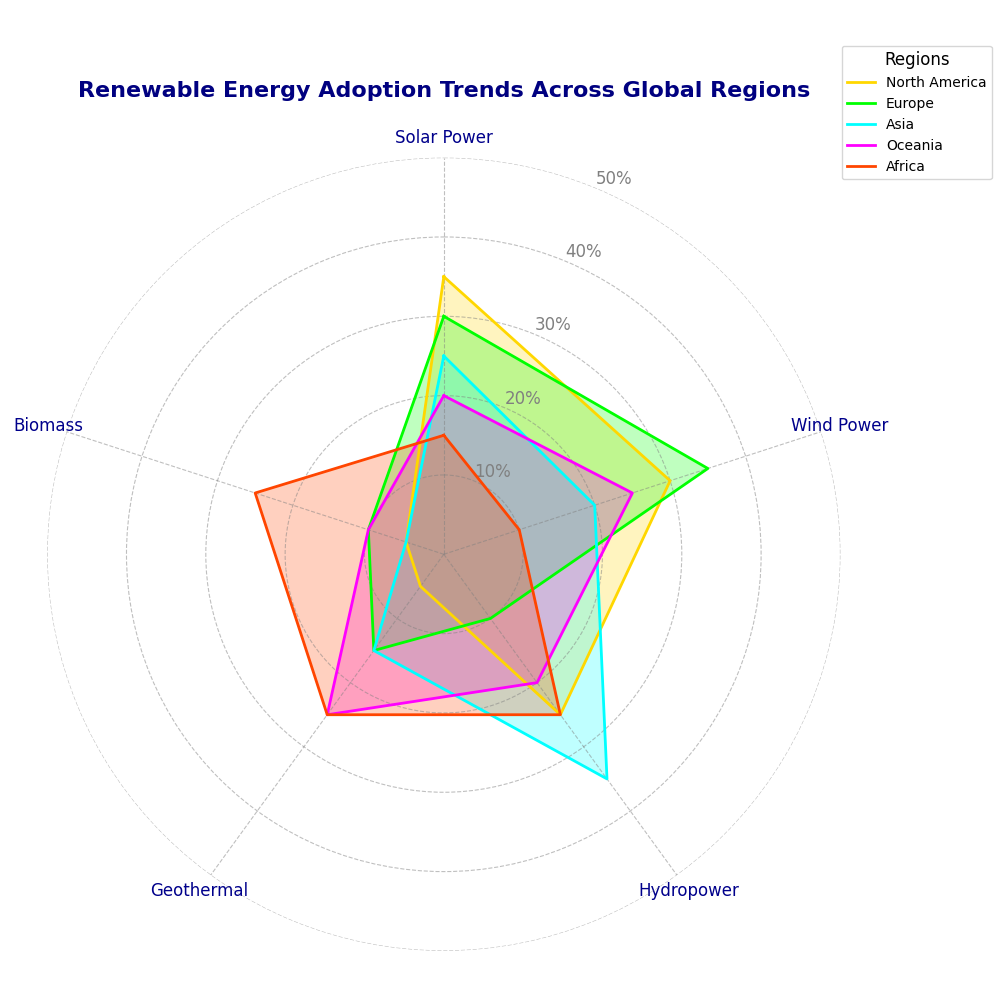 Regions
North America
Europe
Asia
Oceania
Africa
Renewable Energy Adoption Trends Across Global Regions
Solar Power
50%
40%
30%
20%
10%
Biomass
Wind Power
Geothermal
Hydropower